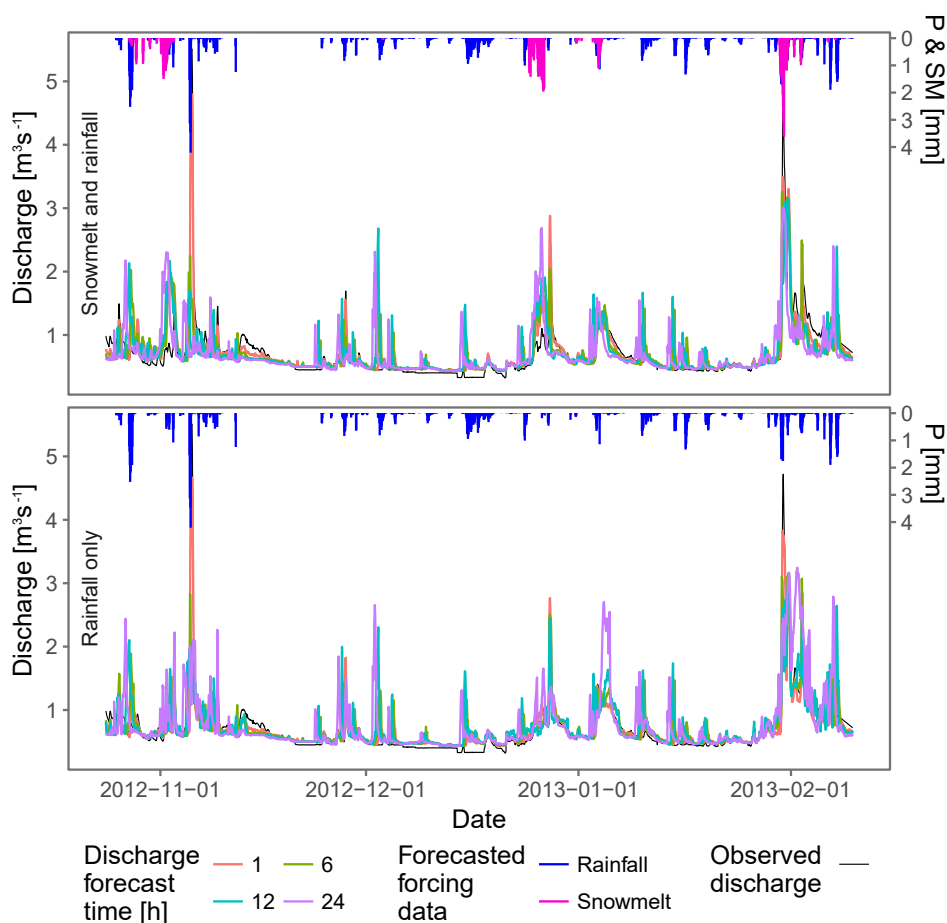 Discharge [m³s⁻¹]
Snowmelt and rainfall
5
4
3
2
1
0
1
2
3
4
P & SM [mm]
Discharge [m³s⁻¹]
Rainfall only
5
4
3
2
1
0
1
2
3
4
P [mm]
2012−11−01 2012−12−01 2013−01−01 2013−02−01
Date
Discharge forecast time [h]
1 6
12 24
Forecasted forcing data
Rainfall
Snowmelt
Observed discharge